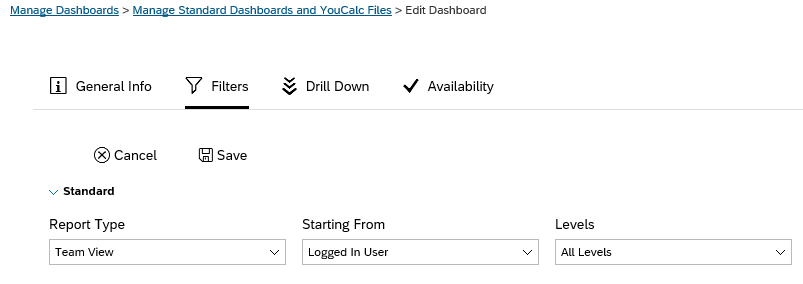 Manage Dashboards > Manage Standard Dashboards and YouCalc Files > Edit Dashboard
General Info Filters Drill Down Availability
Cancel Save
Standard
Report Type Starting From Levels
Team View Logged In User All Levels